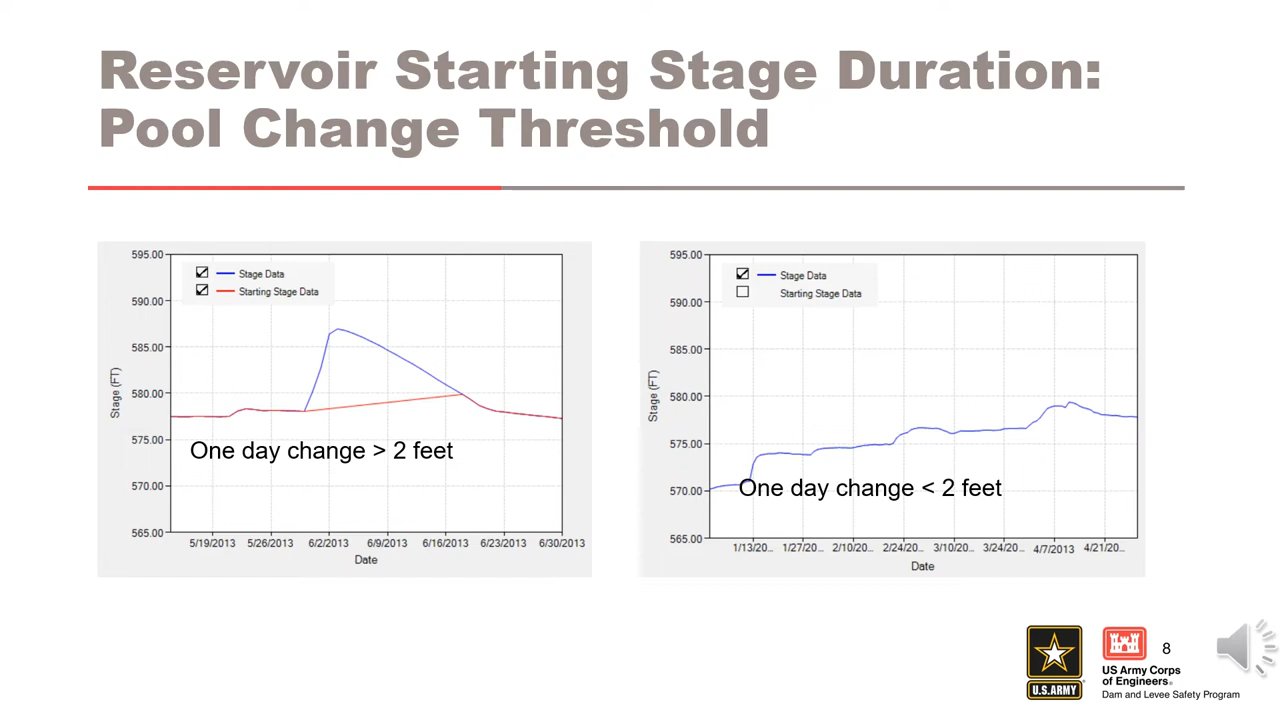 Reservoir Starting Stage Duration:
Pool Change Threshold
595.00
590.00
585.00
580.00
575.00
570.00
565.00
Stage (FT)
Stage Data
Starting Stage Data
One day change > 2 feet
5/19/2013 5/26/2013 6/2/2013 6/9/2013 6/16/2013 6/23/2013 6/30/2013
Date
595.00
590.00
585.00
580.00
575.00
570.00
565.00
Stage (FT)
Stage Data
Starting Stage Data
One day change < 2 feet
1/13/20... 1/27/20... 2/10/20... 2/24/20... 3/10/20... 3/24/20... 4/7/2013 4/21/20...
Date
U.S.ARMY
US Army Corps
of Engineers®
Dam and Levee Safety Program
8